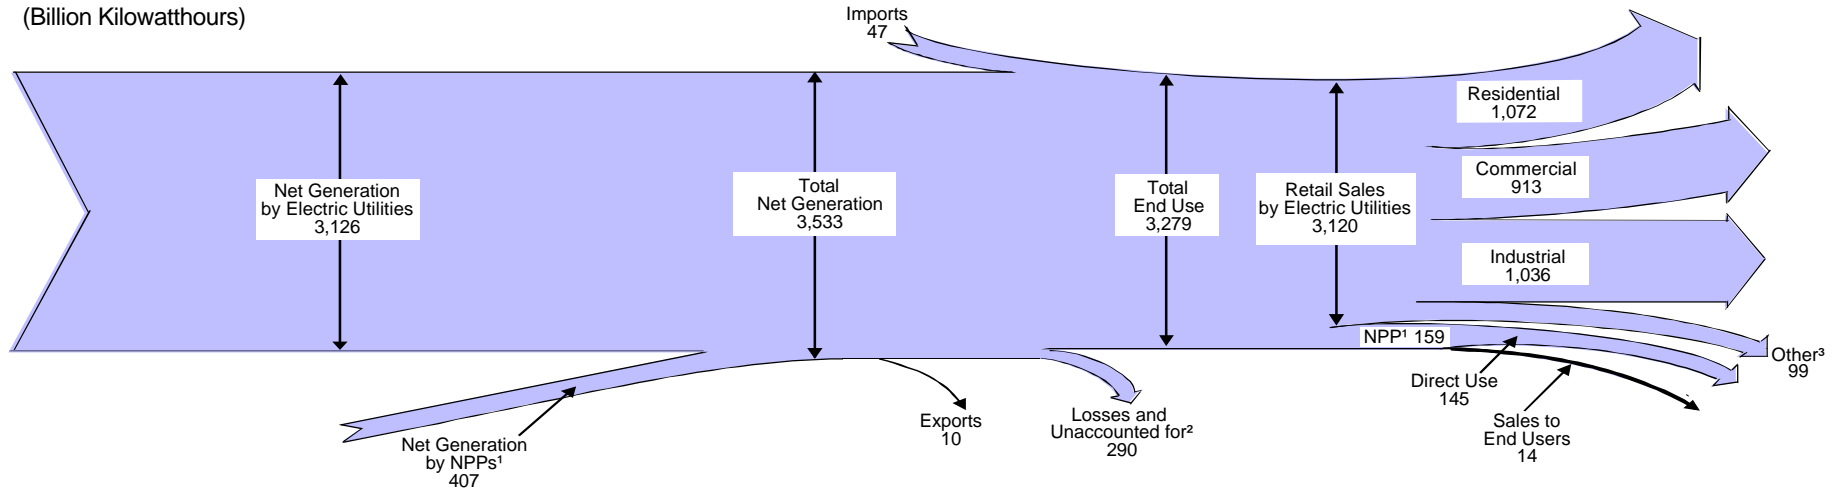 (Billion Kilowatthours)
Imports
47
Net Generation
by Electric Utilities
3,126
Total
Net Generation
3,533
Total
End Use
3,279
Retail Sales
by Electric Utilities
3,120
Residential
1,072
Commercial
913
Industrial
1,036
NPP¹ 159
Other³
99
Direct Use
145
Sales to
End Users
14
Exports
10
Losses and
Unaccounted for²
290
Net Generation
by NPPs¹
407